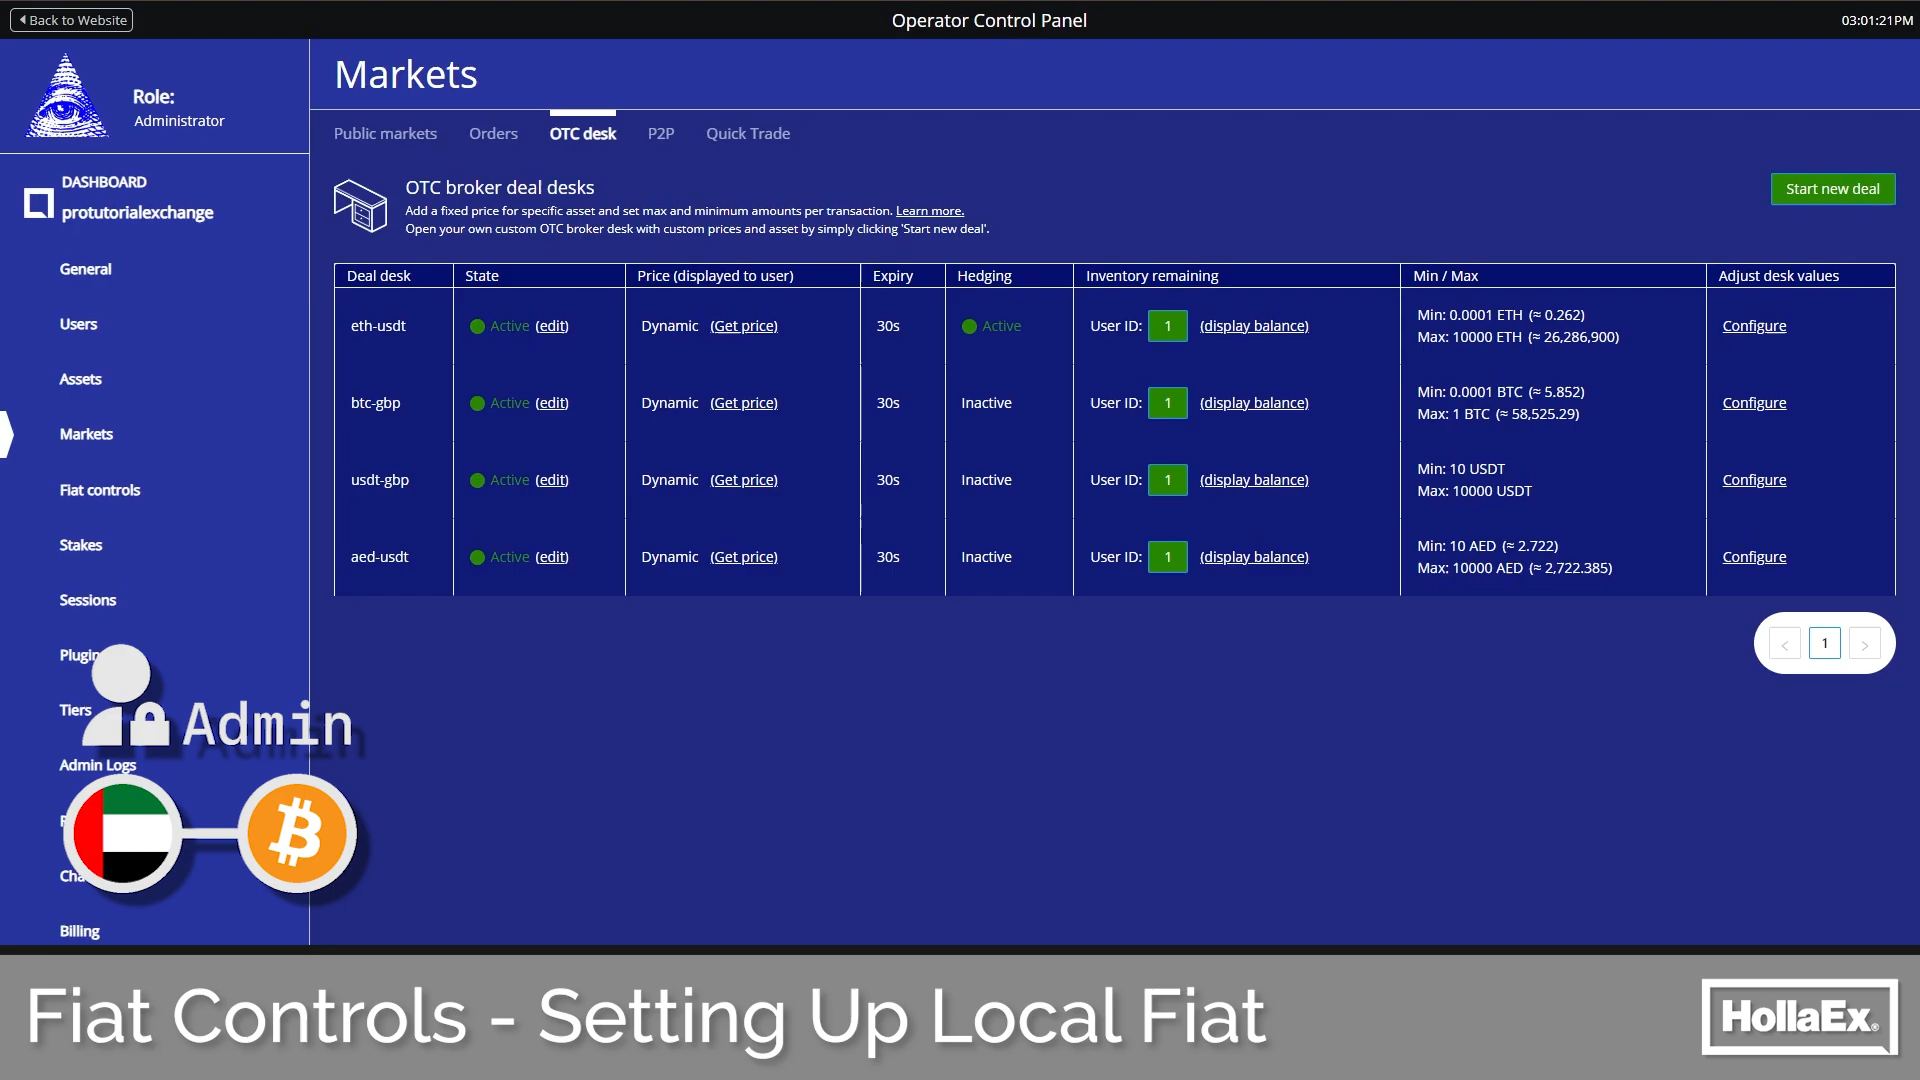 Back to Website
Operator Control Panel
03:01:21PM
Role:
Administrator
Markets
Public markets
Orders
OTC desk
P2P
Quick Trade
DASHBOARD
protutorialexchange
General
Users
Assets
Markets
Fiat controls
Stakes
Sessions
Plugin
Tiers
Admin Logs
Billing
OTC broker deal desks
Add a fixed price for specific asset and set max and minimum amounts per transaction. Learn more.
Open your own custom OTC broker desk with custom prices and asset by simply clicking 'Start new deal'.
Start new deal
Deal desk State Price (displayed to user) Expiry Hedging Inventory remaining Min / Max Adjust desk values
eth-usdt Active (edit) Dynamic (Get price) 30s Active User ID: 1 (display balance) Min: 0.0001 ETH (≈ 0.262) Configure
Max: 10000 ETH (≈ 26,286,900)
btc-gbp Active (edit) Dynamic (Get price) 30s Inactive User ID: 1 (display balance) Min: 0.0001 BTC (≈ 5.852) Configure
Max: 1 BTC (≈ 58,525.29)
usdt-gbp Active (edit) Dynamic (Get price) 30s Inactive User ID: 1 (display balance) Min: 10 USDT Configure
Max: 10000 USDT
aed-usdt Active (edit) Dynamic (Get price) 30s Inactive User ID: 1 (display balance) Min: 10 AED (≈ 2.722) Configure
Max: 10000 AED (≈ 2,722.385)
< 1 >
Admin
Fiat Controls - Setting Up Local Fiat
HollaEx®